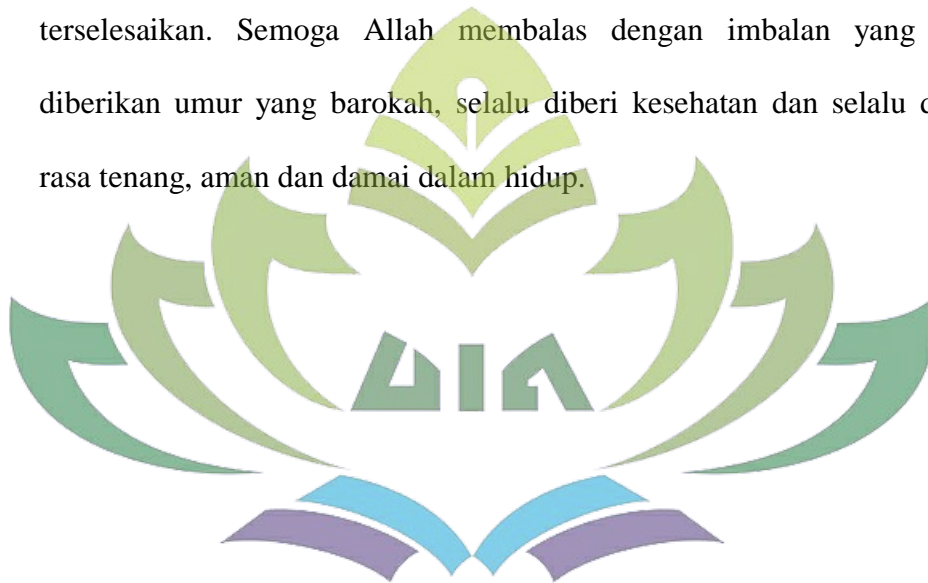 terselesaikan. Semoga Allah membalas dengan imbalan yang
diberikan umur yang barokah, selalu diberi kesehatan dan selalu
rasa tenang, aman dan damai dalam hidup.
UIN